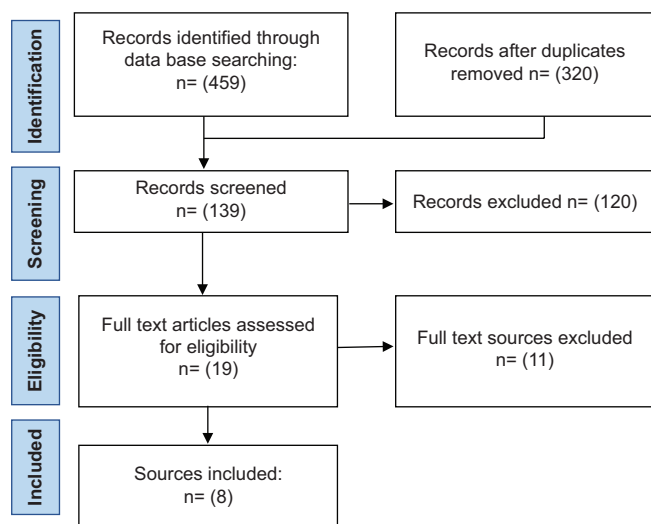 Identification
Records identified through
data base searching:
n= (459)
Records after duplicates
removed n= (320)
Screening
Records screened
n= (139)
Records excluded n= (120)
Eligibility
Full text articles assessed
for eligibility
n= (19)
Full text sources excluded
n= (11)
Included
Sources included:
n= (8)